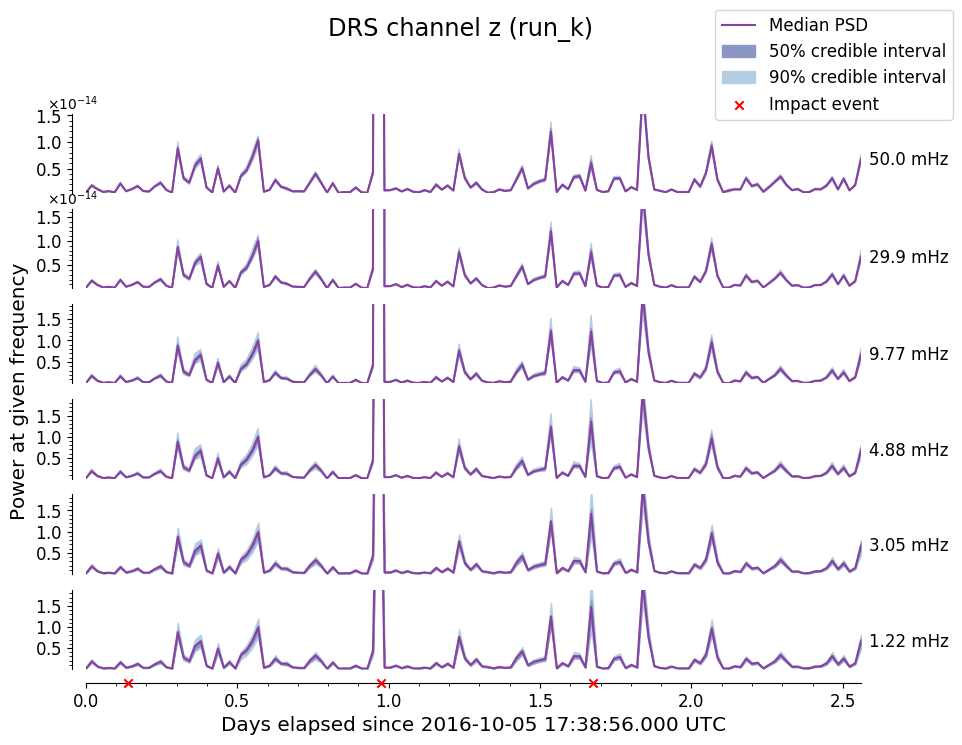 DRS channel z (run_k)
Median PSD
50% credible interval
90% credible interval
Impact event
×10⁻¹⁴
1.5
1.0
0.5
50.0 mHz
×10⁻¹⁴
1.5
1.0
0.5
29.9 mHz
1.5
1.0
0.5
9.77 mHz
1.5
1.0
0.5
4.88 mHz
1.5
1.0
0.5
3.05 mHz
1.5
1.0
0.5
1.22 mHz
Power at given frequency
0.0 0.5 1.0 1.5 2.0 2.5
Days elapsed since 2016-10-05 17:38:56.000 UTC